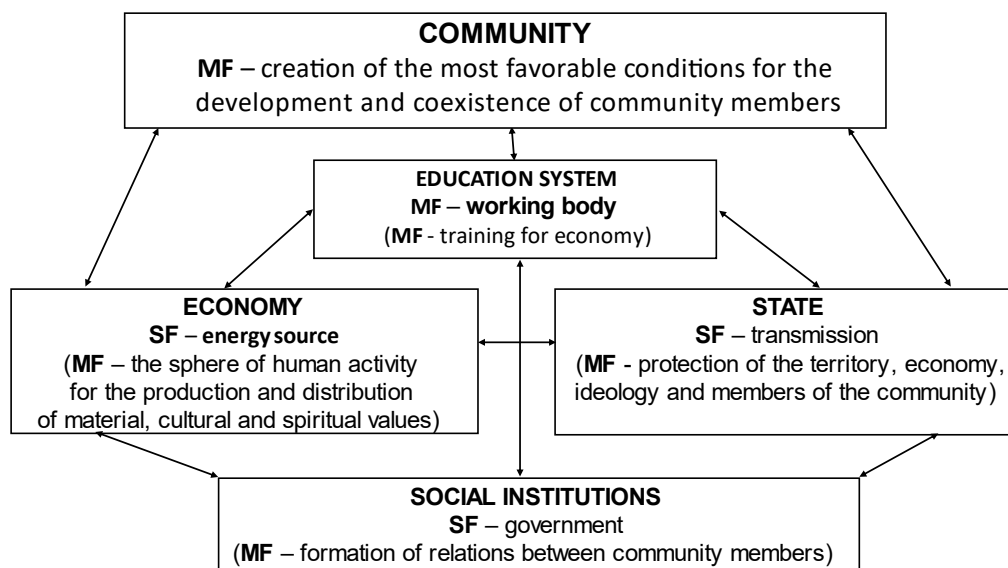 COMMUNITY
MF – creation of the most favorable conditions for the
development and coexistence of community members
EDUCATION SYSTEM
MF – working body
(MF - training for economy)
ECONOMY
SF – energy source
(MF – the sphere of human activity
for the production and distribution
of material, cultural and spiritual values)
STATE
SF – transmission
(MF - protection of the territory, economy,
ideology and members of the community)
SOCIAL INSTITUTIONS
SF – government
(MF – formation of relations between community members)